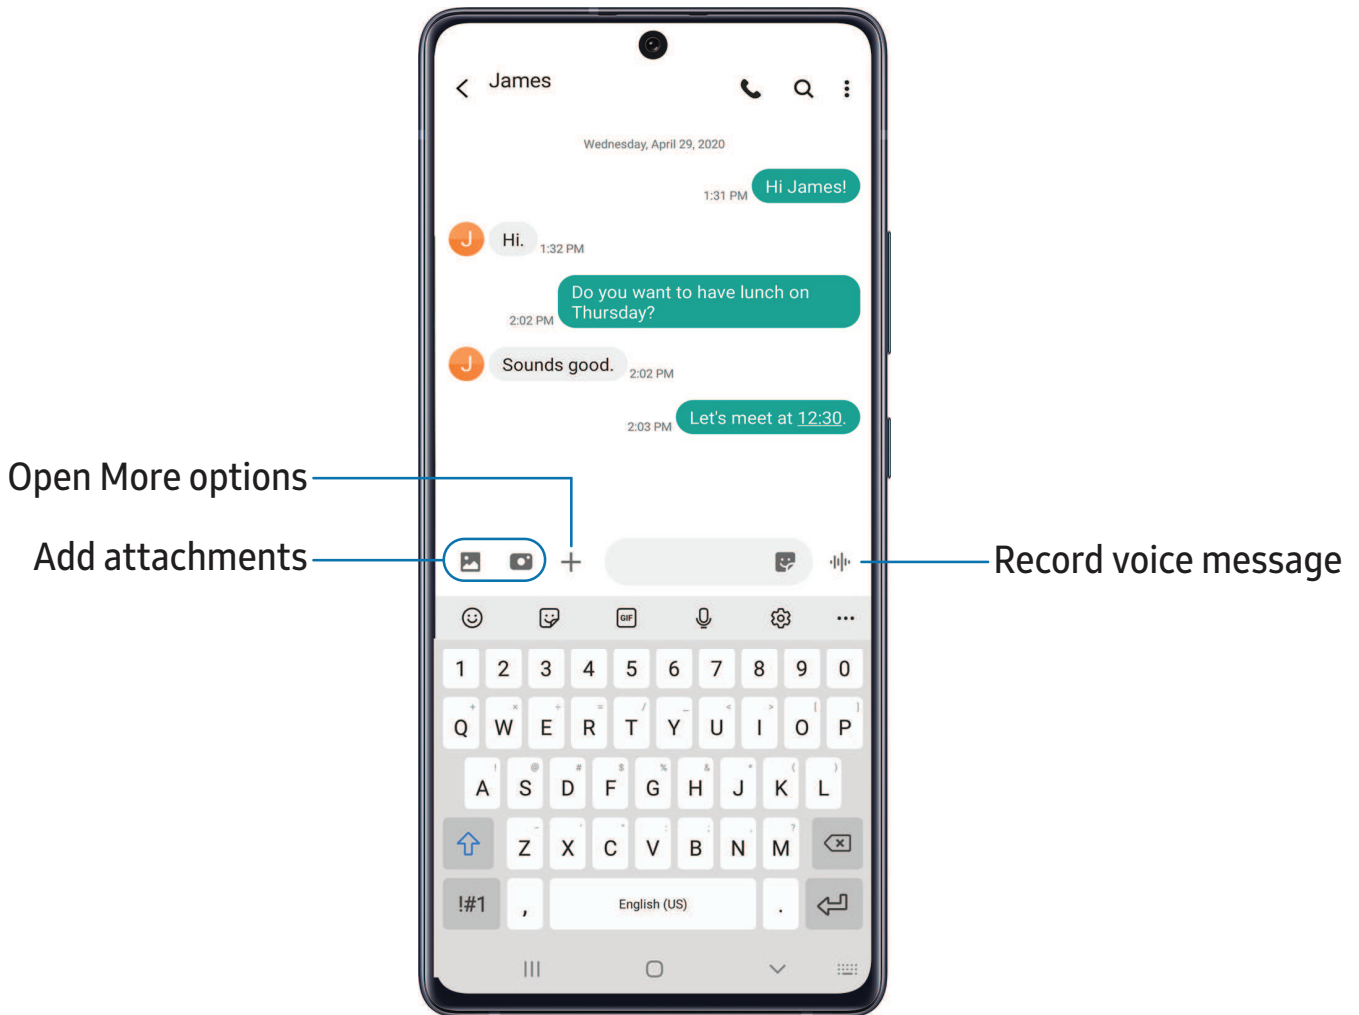 James
Wednesday, April 29, 2020
1:31 PM Hi James!
J Hi. 1:32 PM
Do you want to have lunch on
Thursday?
2:02 PM
J Sounds good. 2:02 PM
2:03 PM Let's meet at 12:30.
Open More options
Add attachments
Record voice message
GIF
1 2 3 4 5 6 7 8 9 0
+ × ÷ = / _ < > [ ]
Q W E R T Y U I O P
! @ # $ % & * ( )
A S D F G H J K L
- ' " : ; , ?
Z X C V B N M
!#1 , English (US) .